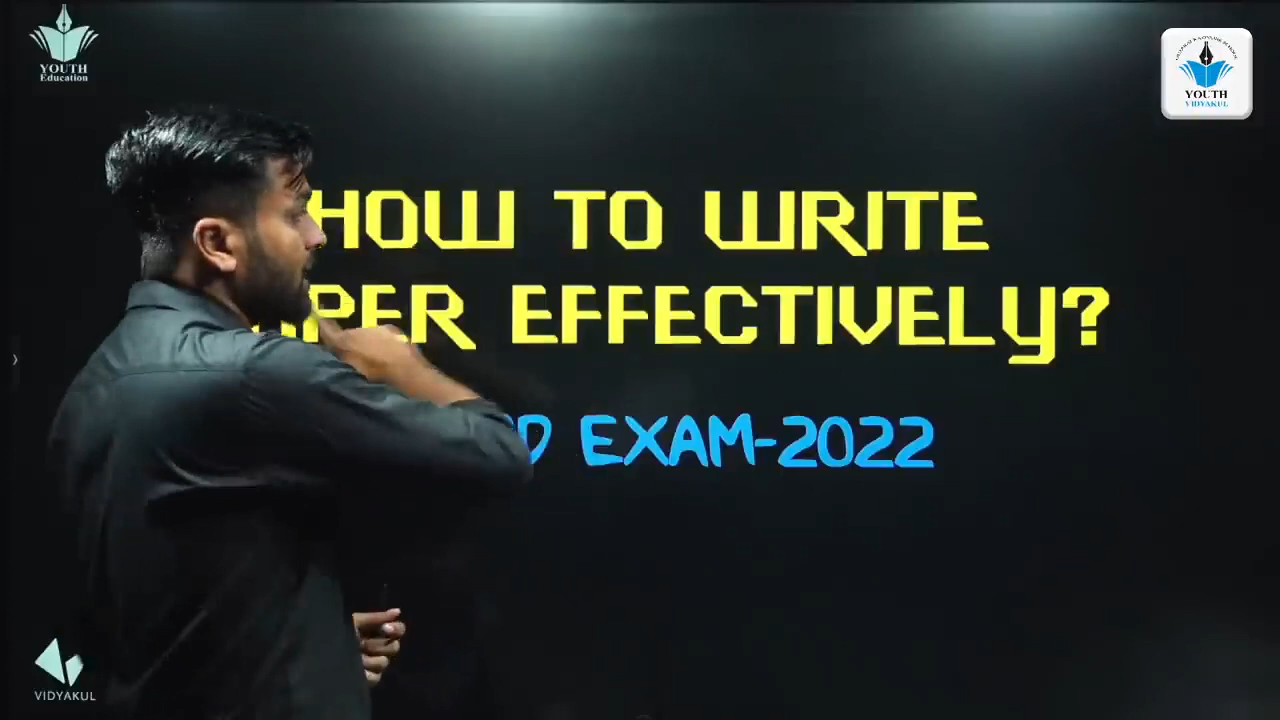 YOUTH
Education
YOUTH
VIDYAKUL
HOW TO WRITE
EFFECTIVELY?
EXAM-2022
VIDYAKUL